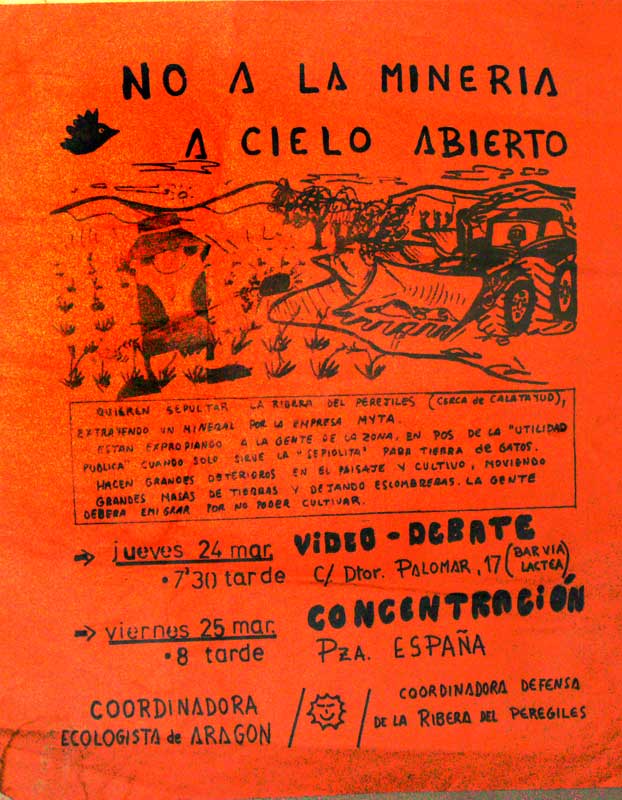 NO A LA MINERIA
A CIELO ABIERTO
QUIEREN SEPULTAR LA RIBERA DEL PEREJILES (CERCA de CALATAYUD),
EXTRAYENDO UN MINERAL POR LA EMPRESA MYTA.
ESTAN EXPROPIANDO A LA GENTE DE LA ZONA, EN POS DE LA "UTILIDAD
PUBLICA" CUANDO SOLO SIRVE LA "SEPIOLITA" PARA TIERRA de GATOS.
HACEN GRANDES DETERIOROS EN EL PAISAJE Y CULTIVO, MOVIENDO
GRANDES MASAS DE TIERRAS Y DEJANDO ESCOMBRERAS. LA GENTE
DEBERA EMIGRAR POR NO PODER CULTIVAR.
jueves 24 mar. VIDEO - DEBATE
• 7'30 tarde C/ Dtor. PALOMAR, 17 (BAR VIA LACTEA)
viernes 25 mar. CONCENTRACIÓN
• 8 tarde PZA. ESPAÑA
COORDINADORA
ECOLOGISTA de ARAGON
COORDINADORA DEFENSA
DE LA RIBERA DEL PEREGILES